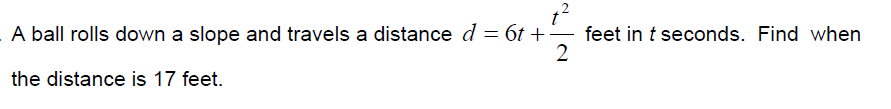 A ball rolls down a slope and travels a distance d = 6t + t²/2 feet in t seconds. Find when
the distance is 17 feet.